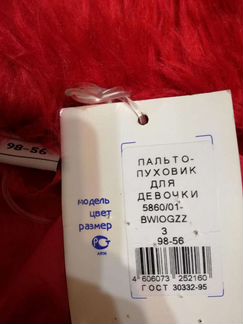 98-56
ПАЛЬТО-
ПУХОВИК
ДЛЯ
ДЕВОЧКИ
модель 5860/01-
цвет BWIOGZZ
размер 3
98-56
4 606073 252160
ГОСТ 30332-95